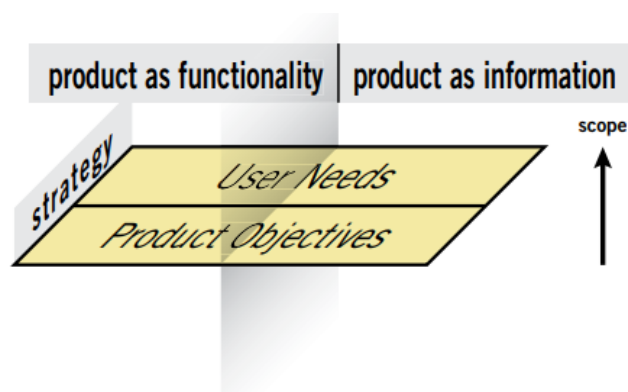 product as functionality product as information
scope
strategy
User Needs
Product Objectives